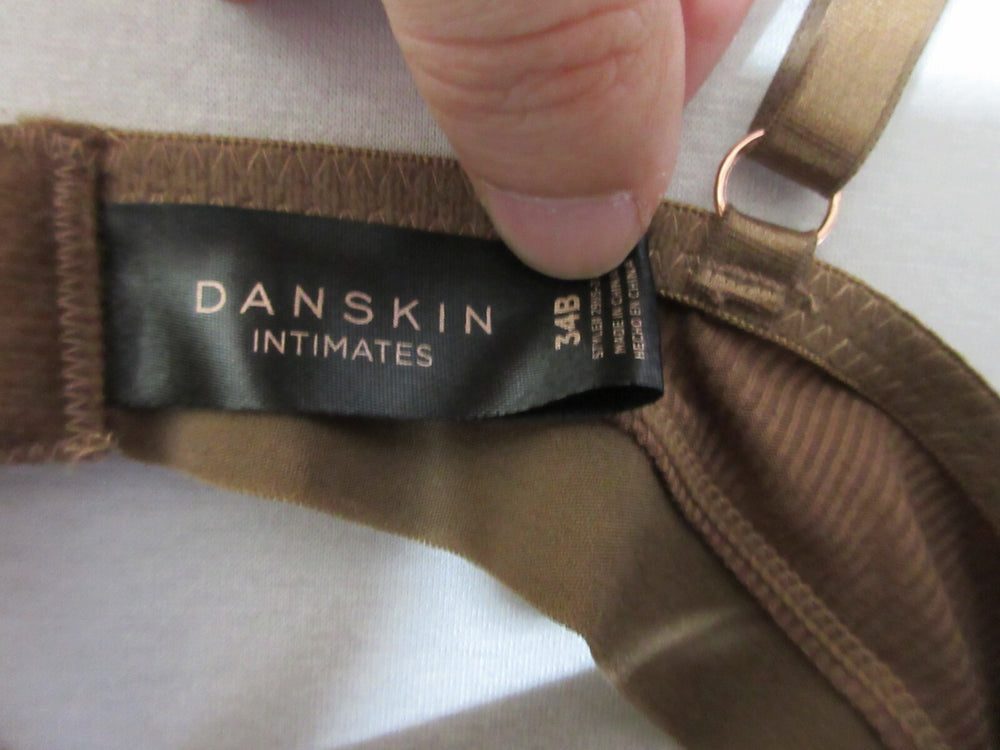 DANSKIN
INTIMATES
34B
MADE IN CHINA
HECHO EN CHINA